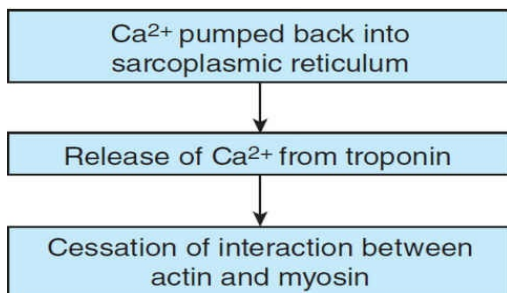 Ca²⁺ pumped back into
sarcoplasmic reticulum
Release of Ca²⁺ from troponin
Cessation of interaction between
actin and myosin